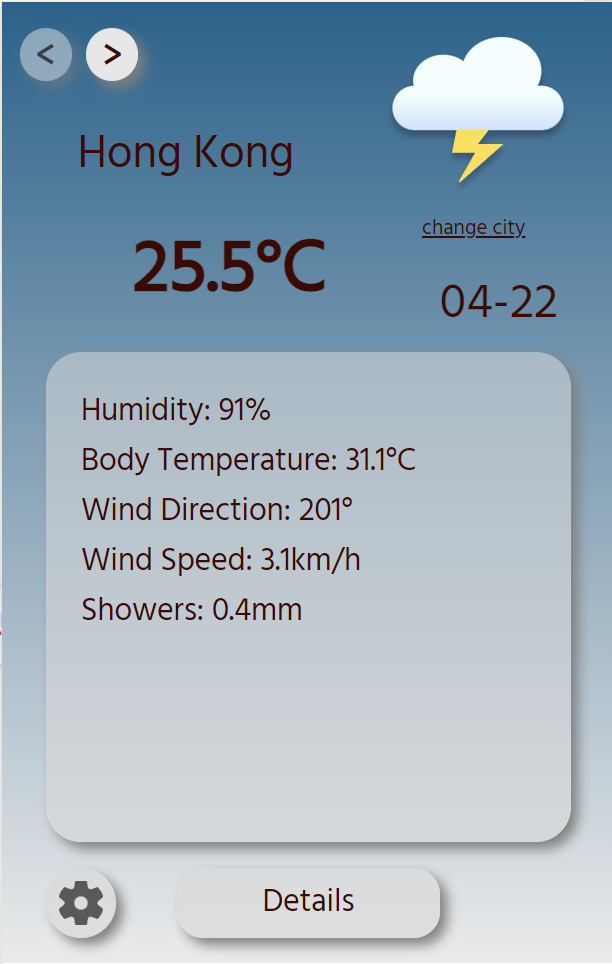 < >
Hong Kong
change city
25.5°C
04-22
Humidity: 91%
Body Temperature: 31.1°C
Wind Direction: 201°
Wind Speed: 3.1km/h
Showers: 0.4mm
Details